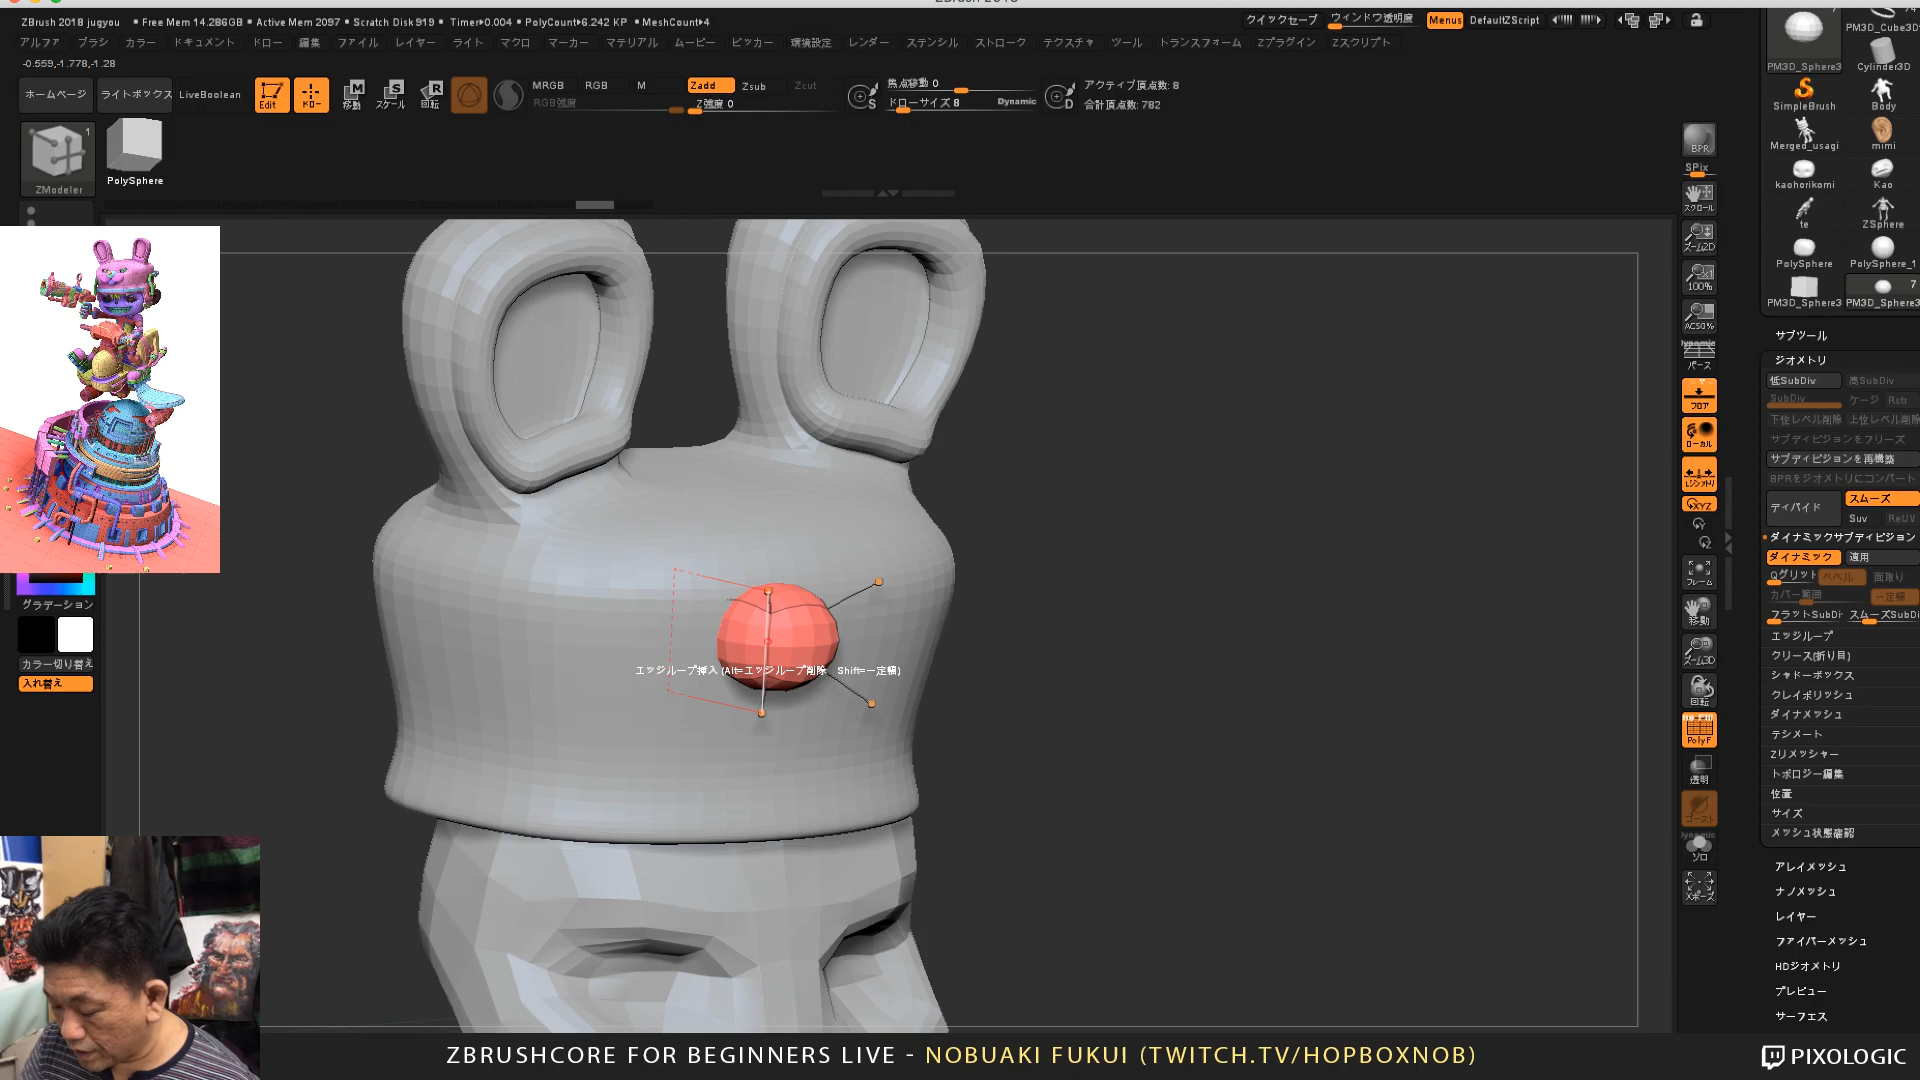 ZBrush 2018 jugyou ● Free Mem 14.286GB ● Active Mem 2097 ● Scratch Disk 919 ● Timer▸0.004 ● PolyCount▸6.242 KP ● MeshCount▸4
クイックセーブ ウィンドウ透明度 Menus DefaultZScript
アルファ ブラシ カラー ドキュメント ドロー 編集 ファイル レイヤー ライト マクロ マーカー マテリアル ムービー ピッカー 環境設定 レンダー ステンシル ストローク テクスチャ ツール トランスフォーム Zプラグイン Zスクリプト
-0.559,-1.778,-1.28
ホームページ ライトボックス LiveBoolean Edit ドロー 移動 スケール 回転
MRGB RGB M Zadd Zsub Zcut
RGB強度 Z強度 0
焦点移動 0
ドローサイズ 8 Dynamic
アクティブ頂点数: 8
合計頂点数: 782
1
ZModeler
PolySphere
グラデーション
カラー切り替え
入れ替え
エッジループ挿入 (Alt=エッジループ削除 Shift=一定幅)
BPR
SPix
スクロール
ズーム2D
100%
AC50%
Dynamic
パース
フロア
ローカル
XYZ
フレーム
移動
ズーム3D
回転
PolyF
透明
ゴースト
Dynamic
ソロ
Xポーズ
PM3D_Sphere3
PM3D_Cube3D
Cylinder3D
SimpleBrush Body
Merged_usagi mimi
kaohorikomi Kao
te ZSphere
PolySphere PolySphere_1
7
PM3D_Sphere3 PM3D_Sphere3
サブツール
ジオメトリ
低SubDiv 高SubDiv
SubDiv ケージ Rstr
下位レベル削除 上位レベル削除
サブディビジョンをフリーズ
サブディビジョンを再構築
BPRをジオメトリにコンバート
ディバイド スムーズ
Suv ReUV
ダイナミックサブディビジョン
ダイナミック 適用
Qグリット ベベル 面取り
カバー範囲 一定幅
フラットSubDiv スムーズSubDi
エッジループ
クリース(折り目)
シャドーボックス
クレイポリッシュ
ダイナメッシュ
テシメート
Zリメッシャー
トポロジー編集
位置
サイズ
メッシュ状態確認
アレイメッシュ
ナノメッシュ
レイヤー
ファイバーメッシュ
HDジオメトリ
プレビュー
サーフェス
ZBRUSHCORE FOR BEGINNERS LIVE - NOBUAKI FUKUI (TWITCH.TV/HOPBOXNOB)
PIXOLOGIC